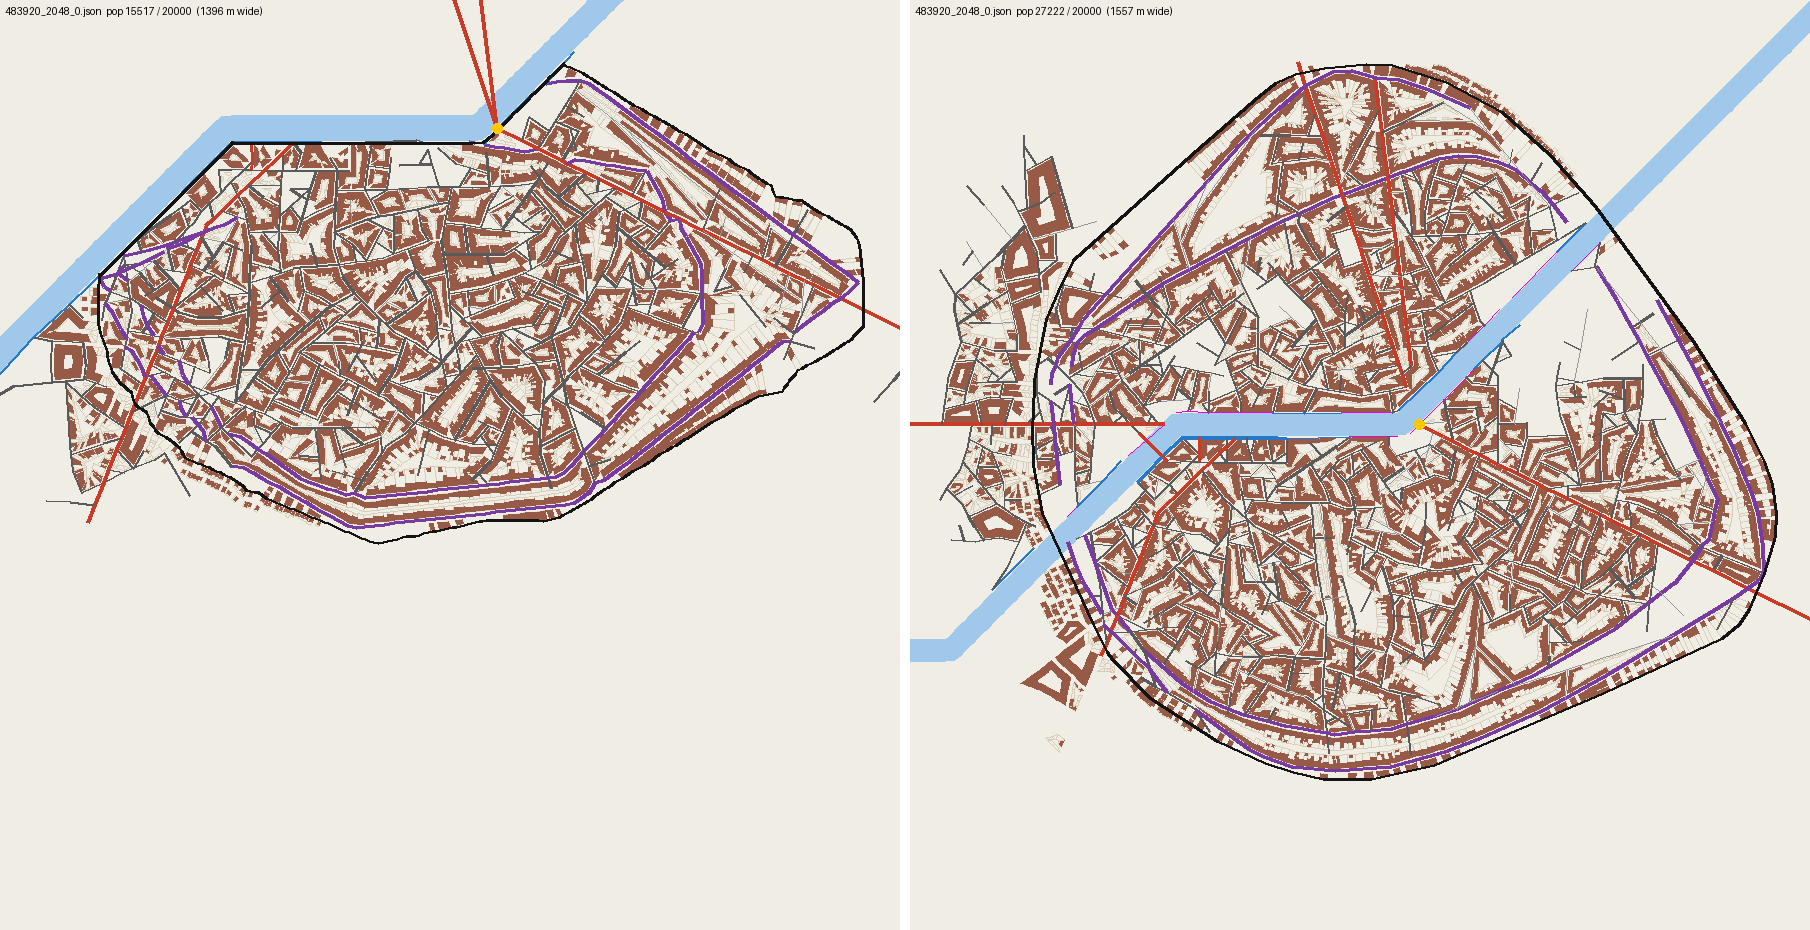 483920_2048_0.json  pop 15517 / 20000  (1396 m wide)
483920_2048_0.json  pop 27222 / 20000  (1557 m wide)